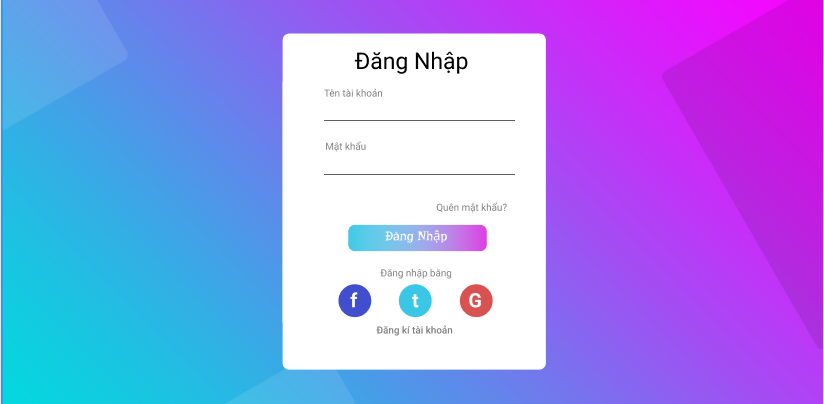 Đăng Nhập
Tên tài khoản
Mật khẩu
Quên mật khẩu?
Đăng Nhập
Đăng nhập bằng
f t G
Đăng kí tài khoản